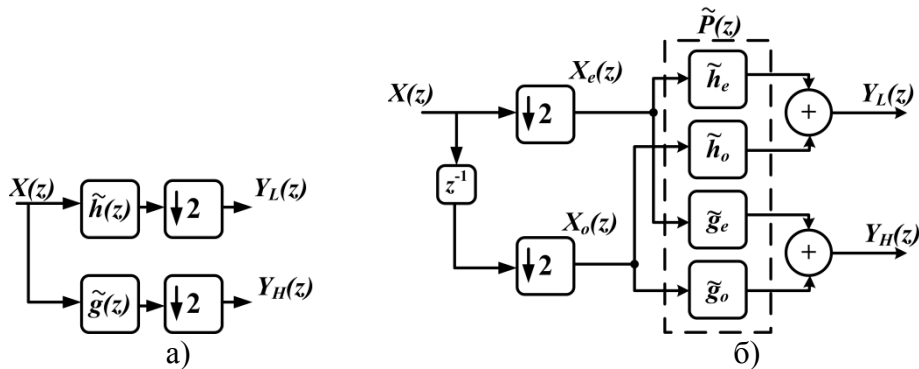 X(z)
h̃(z)
↓2
Y_L(z)
g̃(z)
↓2
Y_H(z)
а)
X(z)
z⁻¹
↓2
X_e(z)
↓2
X_o(z)
P̃(z)
h̃_e
h̃_o
g̃_e
g̃_o
+
Y_L(z)
+
Y_H(z)
б)